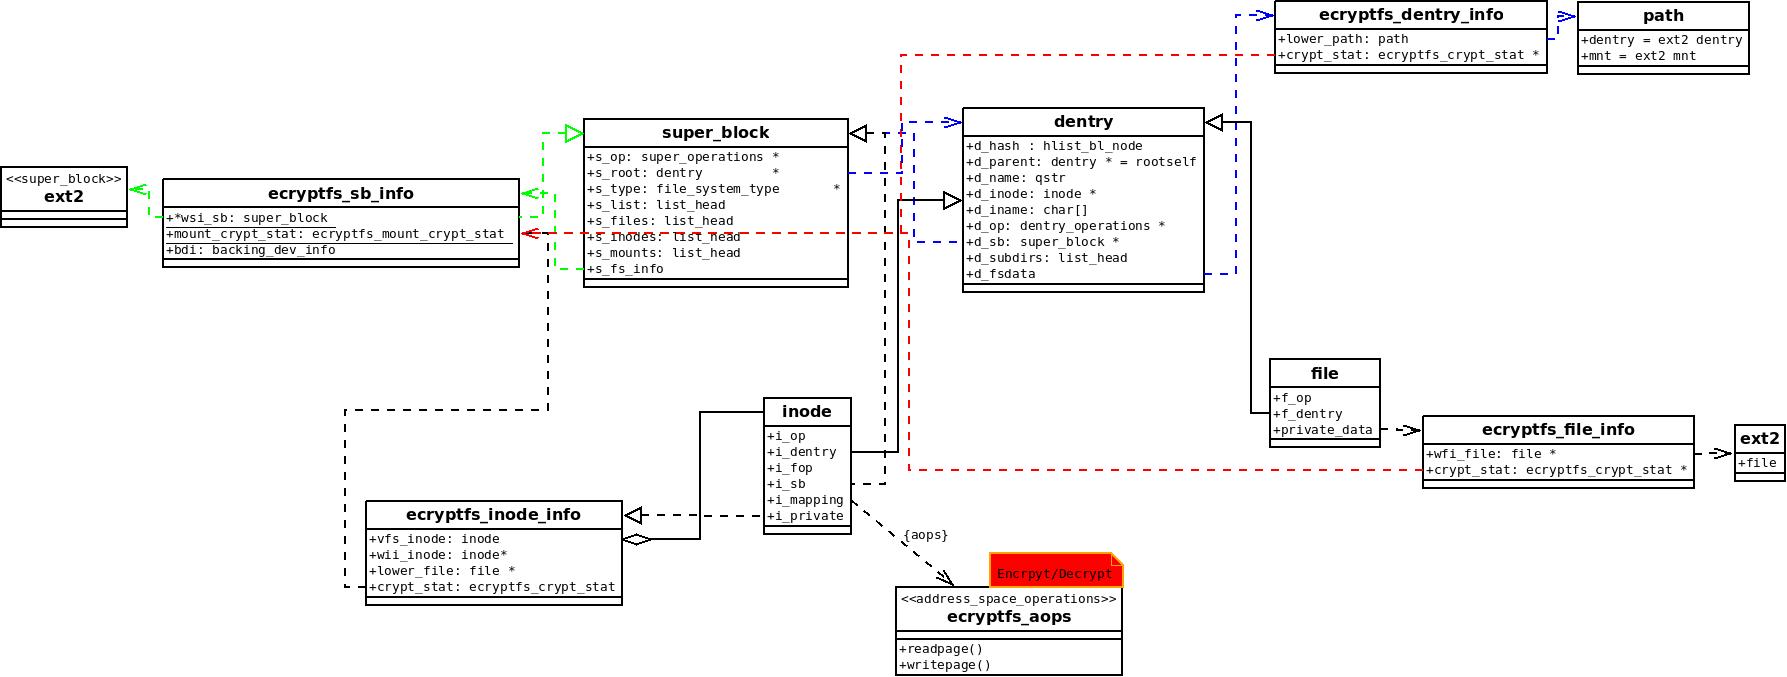 ecryptfs_dentry_info
+lower_path: path
+crypt_stat: ecryptfs_crypt_stat *
path
+dentry = ext2 dentry
+mnt = ext2 mnt
<<super_block>>
ext2
ecryptfs_sb_info
+*wsi_sb: super_block
+mount_crypt_stat: ecryptfs_mount_crypt_stat
+bdi: backing_dev_info
super_block
+s_op: super_operations *
+s_root: dentry *
+s_type: file_system_type *
+s_list: list_head
+s_files: list_head
+s_inodes: list_head
+s_mounts: list_head
+s_fs_info
dentry
+d_hash : hlist_bl_node
+d_parent: dentry * = rootself
+d_name: qstr
+d_inode: inode *
+d_iname: char[]
+d_op: dentry_operations *
+d_sb: super_block *
+d_subdirs: list_head
+d_fsdata
file
+f_op
+f_dentry
+private_data
ecryptfs_file_info
+wfi_file: file *
+crypt_stat: ecryptfs_crypt_stat *
ext2
+file
inode
+i_op
+i_dentry
+i_fop
+i_sb
+i_mapping
+i_private
ecryptfs_inode_info
+vfs_inode: inode
+wii_inode: inode*
+lower_file: file *
+crypt_stat: ecryptfs_crypt_stat
{aops}
Encrpyt/Decrypt
<<address_space_operations>>
ecryptfs_aops
+readpage()
+writepage()